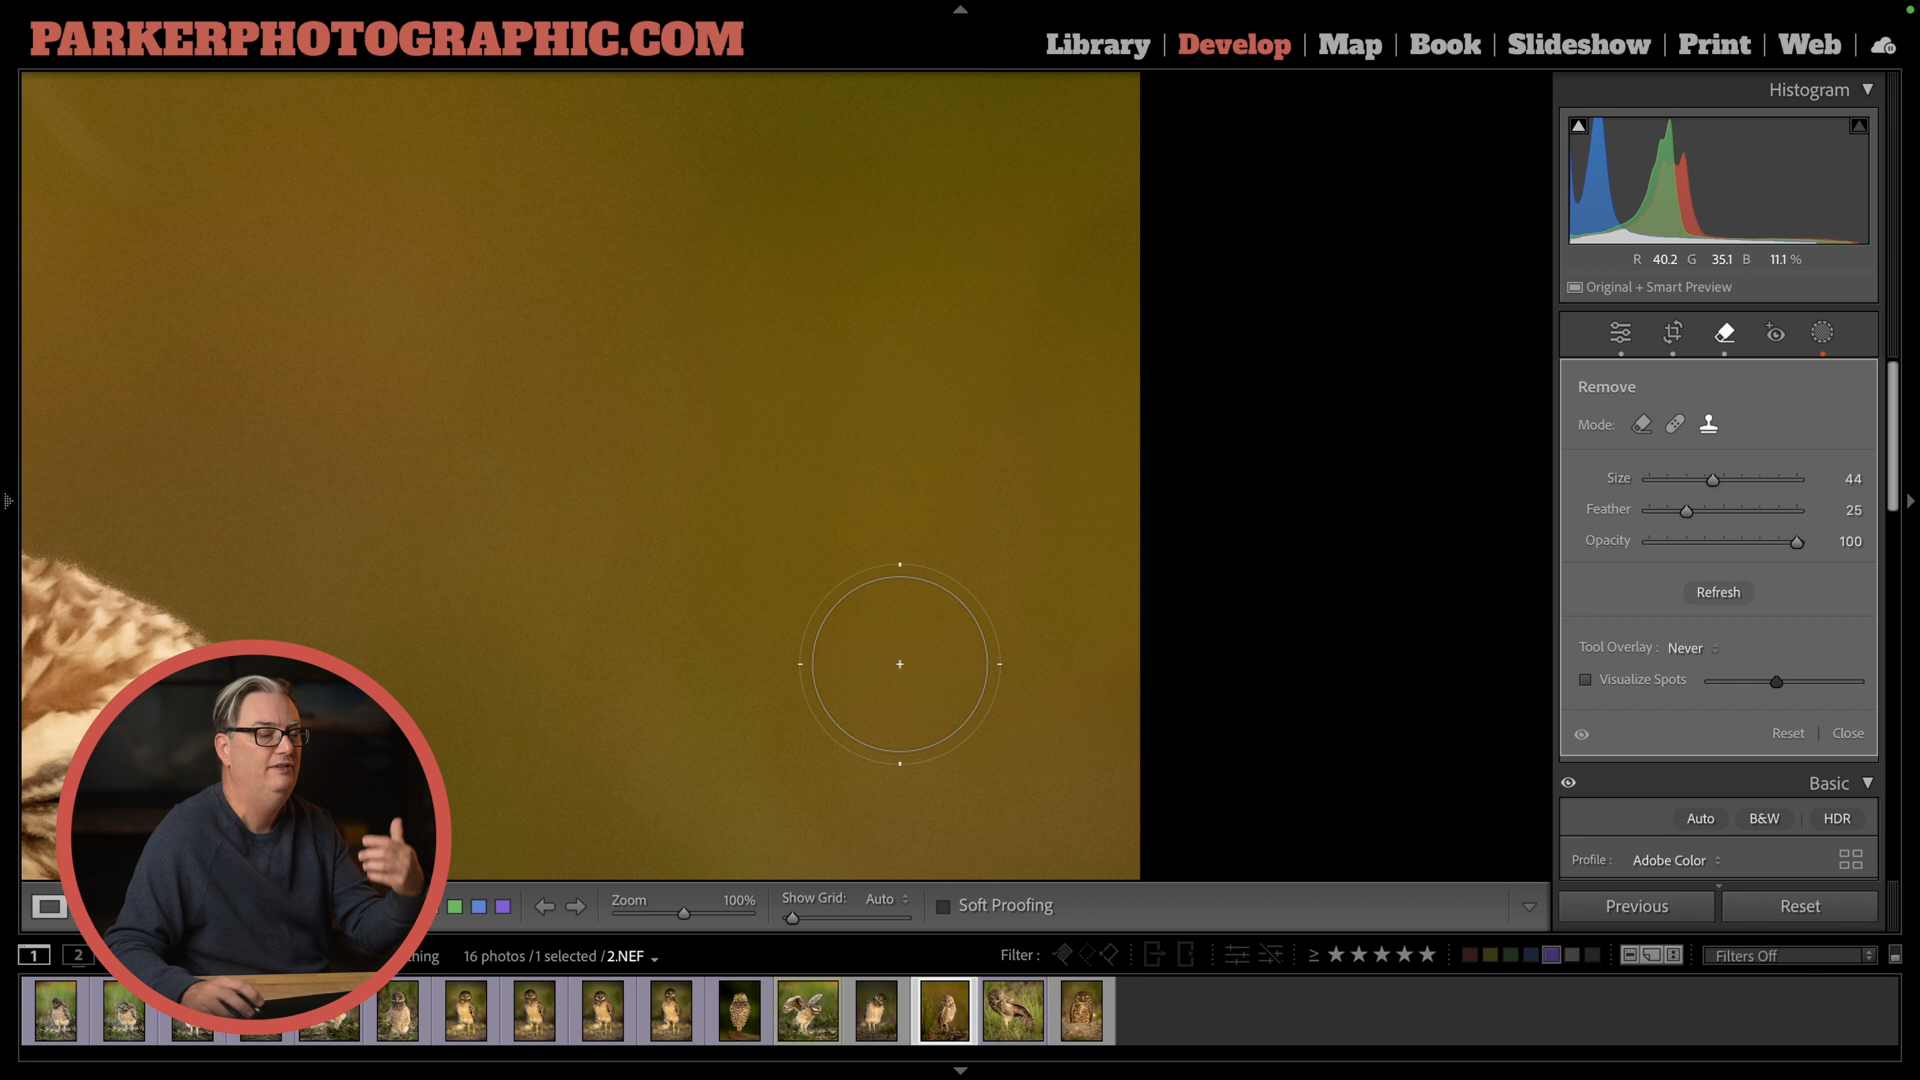 PARKERPHOTOGRAPHIC.COM
Library | Develop | Map | Book | Slideshow | Print | Web |
Histogram
R 40.2 G 35.1 B 11.1 %
Original + Smart Preview
Remove
Mode:
Size 44
Feather 25
Opacity 100
Refresh
Tool Overlay : Never
Visualize Spots
Reset | Close
Basic
Auto B&W | HDR
Profile : Adobe Color
Zoom 100% Show Grid: Auto Soft Proofing
Previous Reset
1 2 16 photos / 1 selected / 2.NEF Filter : ≥ ★★★★★ Filters Off